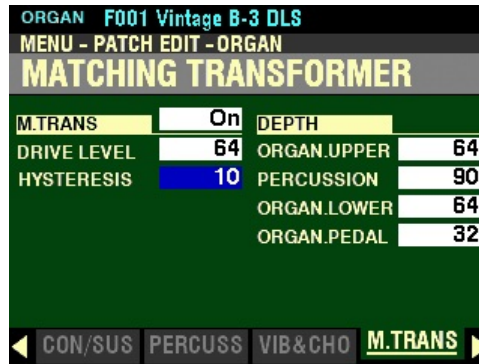 ORGAN F001 Vintage B-3 DLS
MENU - PATCH EDIT - ORGAN
MATCHING TRANSFORMER
M.TRANS On
DRIVE LEVEL 64
HYSTERESIS 10
DEPTH
ORGAN.UPPER 64
PERCUSSION 90
ORGAN.LOWER 64
ORGAN.PEDAL 32
CON/SUS PERCUSS VIB&CHO M.TRANS